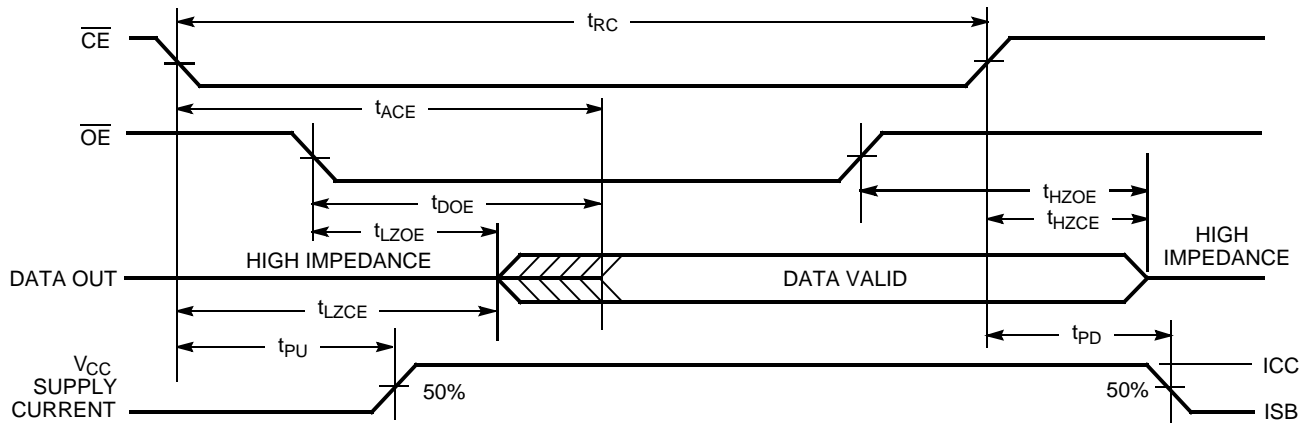 tRC
CE
tACE
OE
tDOE
tHZOE
tLZOE
tHZCE
HIGH IMPEDANCE
HIGH
IMPEDANCE
DATA OUT
DATA VALID
tLZCE
tPU
tPD
VCC
SUPPLY
CURRENT
50%
50%
ICC
ISB